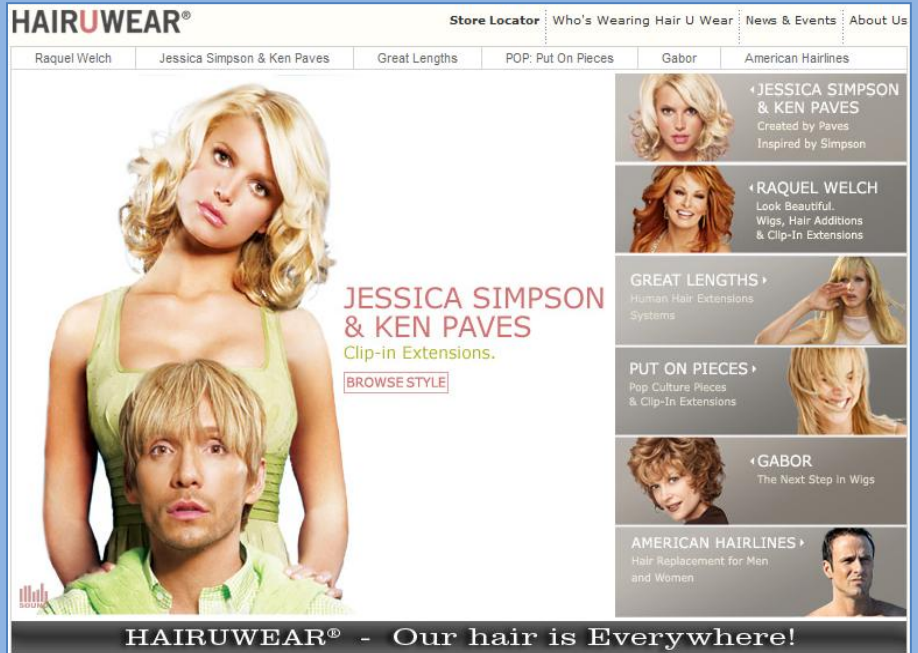 HAIRUWEAR®
Store Locator Who's Wearing Hair U Wear News & Events About Us
Raquel Welch Jessica Simpson & Ken Paves Great Lengths POP: Put On Pieces Gabor American Hairlines
JESSICA SIMPSON
& KEN PAVES
Clip-in Extensions.
BROWSE STYLE
SOUND
JESSICA SIMPSON
& KEN PAVES
Created by Paves
Inspired by Simpson
RAQUEL WELCH
Look Beautiful.
Wigs, Hair Additions
& Clip-In Extensions
GREAT LENGTHS
Human Hair Extensions
Systems
PUT ON PIECES
Pop Culture Pieces
& Clip-In Extensions
GABOR
The Next Step in Wigs
AMERICAN HAIRLINES
Hair Replacement for Men
and Women
HAIRUWEAR® - Our hair is Everywhere!